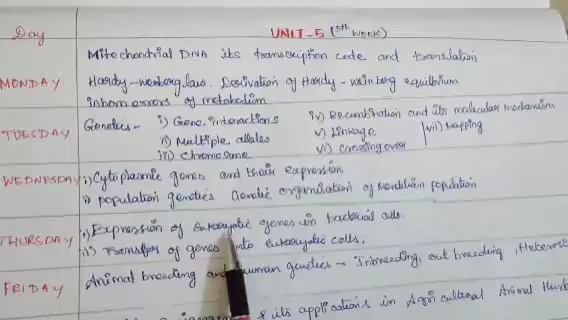 Day
UNIT-5 (5th WEEK)
Mitochondrial DNA its transcription code and translation
MONDAY
Hardy-Weinberg law. Derivation of Hardy-Weinberg equilibrium
inborn errors of metabolism
TUESDAY
Genetics- i) Gene interactions
ii) Multiple alleles
iii) Chromosome
iv) Recombination and its molecular mechanism
v) Linkage
vi) crossing over
vii) Mapping
WEDNESDAY
i) Cytoplasmic genes and their expression
ii) population genetics Genetic organisation of Mendelian population
THURSDAY
i) Expression of Eukaryotic genes in bacterial cells.
ii) Transfer of genes into Eukaryotic cells.
FRIDAY
Animal breeding and human genetics - Inbreeding, out breeding, Heterosis
& its applications in Agricultural Animal